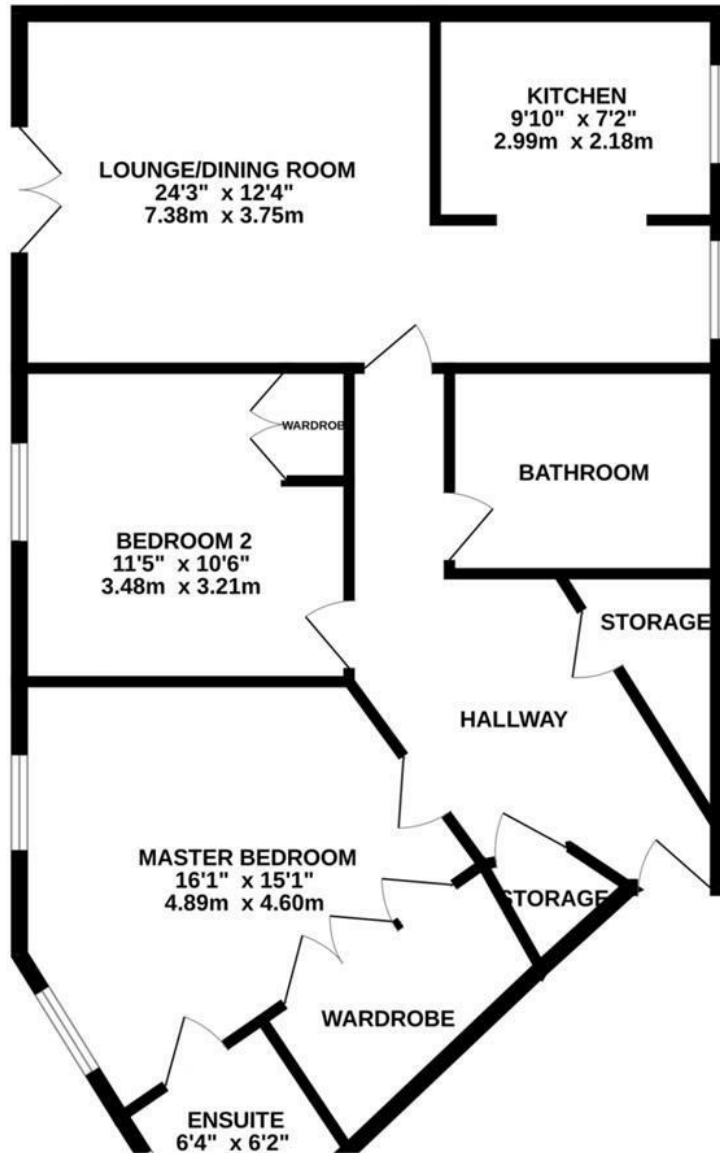 KITCHEN
9'10" x 7'2"
2.99m x 2.18m
LOUNGE/DINING ROOM
24'3" x 12'4"
7.38m x 3.75m
WARDROBE
BATHROOM
BEDROOM 2
11'5" x 10'6"
3.48m x 3.21m
STORAGE
HALLWAY
MASTER BEDROOM
16'1" x 15'1"
4.89m x 4.60m
STORAGE
WARDROBE
ENSUITE
6'4" x 6'2"